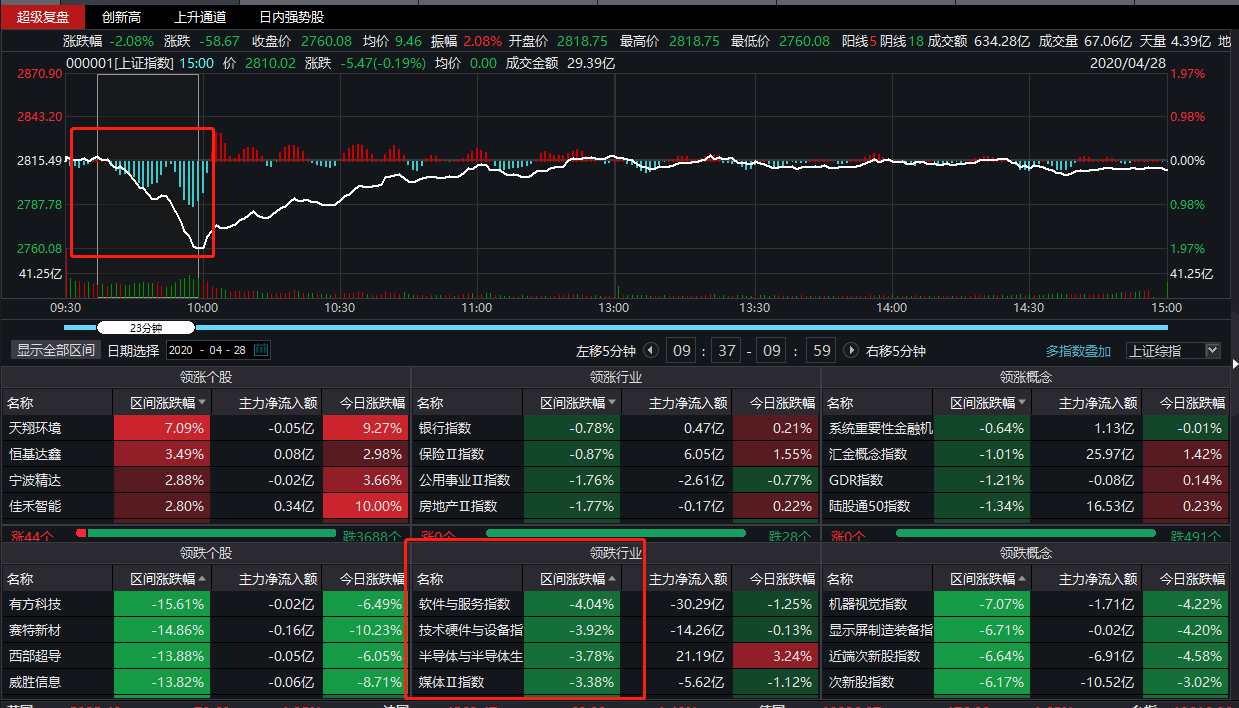 超级复盘 创新高 上升通道 日内强势股
涨跌幅 -2.08% 涨跌 -58.67 收盘价 2760.08 均价 9.46 振幅 2.08% 开盘价 2818.75 最高价 2818.75 最低价 2760.08 阳线5 阴线18 成交额 634.28亿 成交量 67.06亿 天量 4.39亿 地
000001[上证指数] 15:00 价 2810.02 涨跌 -5.47(-0.19%) 均价 0.00 成交金额 29.39亿 2020/04/28
2870.90 1.97%
2843.20 0.98%
2815.49 0.00%
2787.78 0.98%
2760.08 1.97%
41.25亿 41.25亿
09:30 10:00 10:30 11:00 13:00 13:30 14:00 14:30 15:00
23分钟
显示全部区间 日期选择 2020 - 04 - 28 左移5分钟 09 : 37 - 09 : 59 右移5分钟 多指数叠加 上证综指
领涨个股 领涨行业 领涨概念
名称 区间涨跌幅 主力净流入额 今日涨跌幅 名称 区间涨跌幅 主力净流入额 今日涨跌幅 名称 区间涨跌幅 主力净流入额 今日涨跌幅
天翔环境 7.09% -0.05亿 9.27% 银行指数 -0.78% 0.47亿 0.21% 系统重要性金融机 -0.64% 1.13亿 -0.01%
恒基达鑫 3.49% 0.08亿 2.98% 保险Ⅱ指数 -0.87% 6.05亿 1.55% 汇金概念指数 -1.01% 25.97亿 1.42%
宁波精达 2.88% -0.02亿 3.66% 公用事业Ⅱ指数 -1.76% -2.61亿 -0.77% GDR指数 -1.21% -0.08亿 0.14%
佳禾智能 2.80% 0.34亿 10.00% 房地产Ⅱ指数 -1.77% -0.17亿 0.22% 陆股通50指数 -1.34% 16.53亿 0.23%
涨44个 跌3688个 涨0个 跌28个 涨0个 跌491个
领跌个股 领跌行业 领跌概念
名称 区间涨跌幅 主力净流入额 今日涨跌幅 名称 区间涨跌幅 主力净流入额 今日涨跌幅 名称 区间涨跌幅 主力净流入额 今日涨跌幅
有方科技 -15.61% -0.02亿 -6.49% 软件与服务指数 -4.04% -30.29亿 -1.25% 机器视觉指数 -7.07% -1.71亿 -4.22%
赛特新材 -14.86% -0.16亿 -10.23% 技术硬件与设备指 -3.92% -14.26亿 -0.13% 显示屏制造装备指 -6.71% -0.02亿 -4.20%
西部超导 -13.88% -0.05亿 -6.05% 半导体与半导体生 -3.78% 21.19亿 3.24% 近端次新股指数 -6.64% -6.91亿 -4.58%
威胜信息 -13.82% -0.06亿 -8.71% 媒体Ⅱ指数 -3.38% -5.62亿 -1.12% 次新股指数 -6.17% -10.52亿 -3.02%